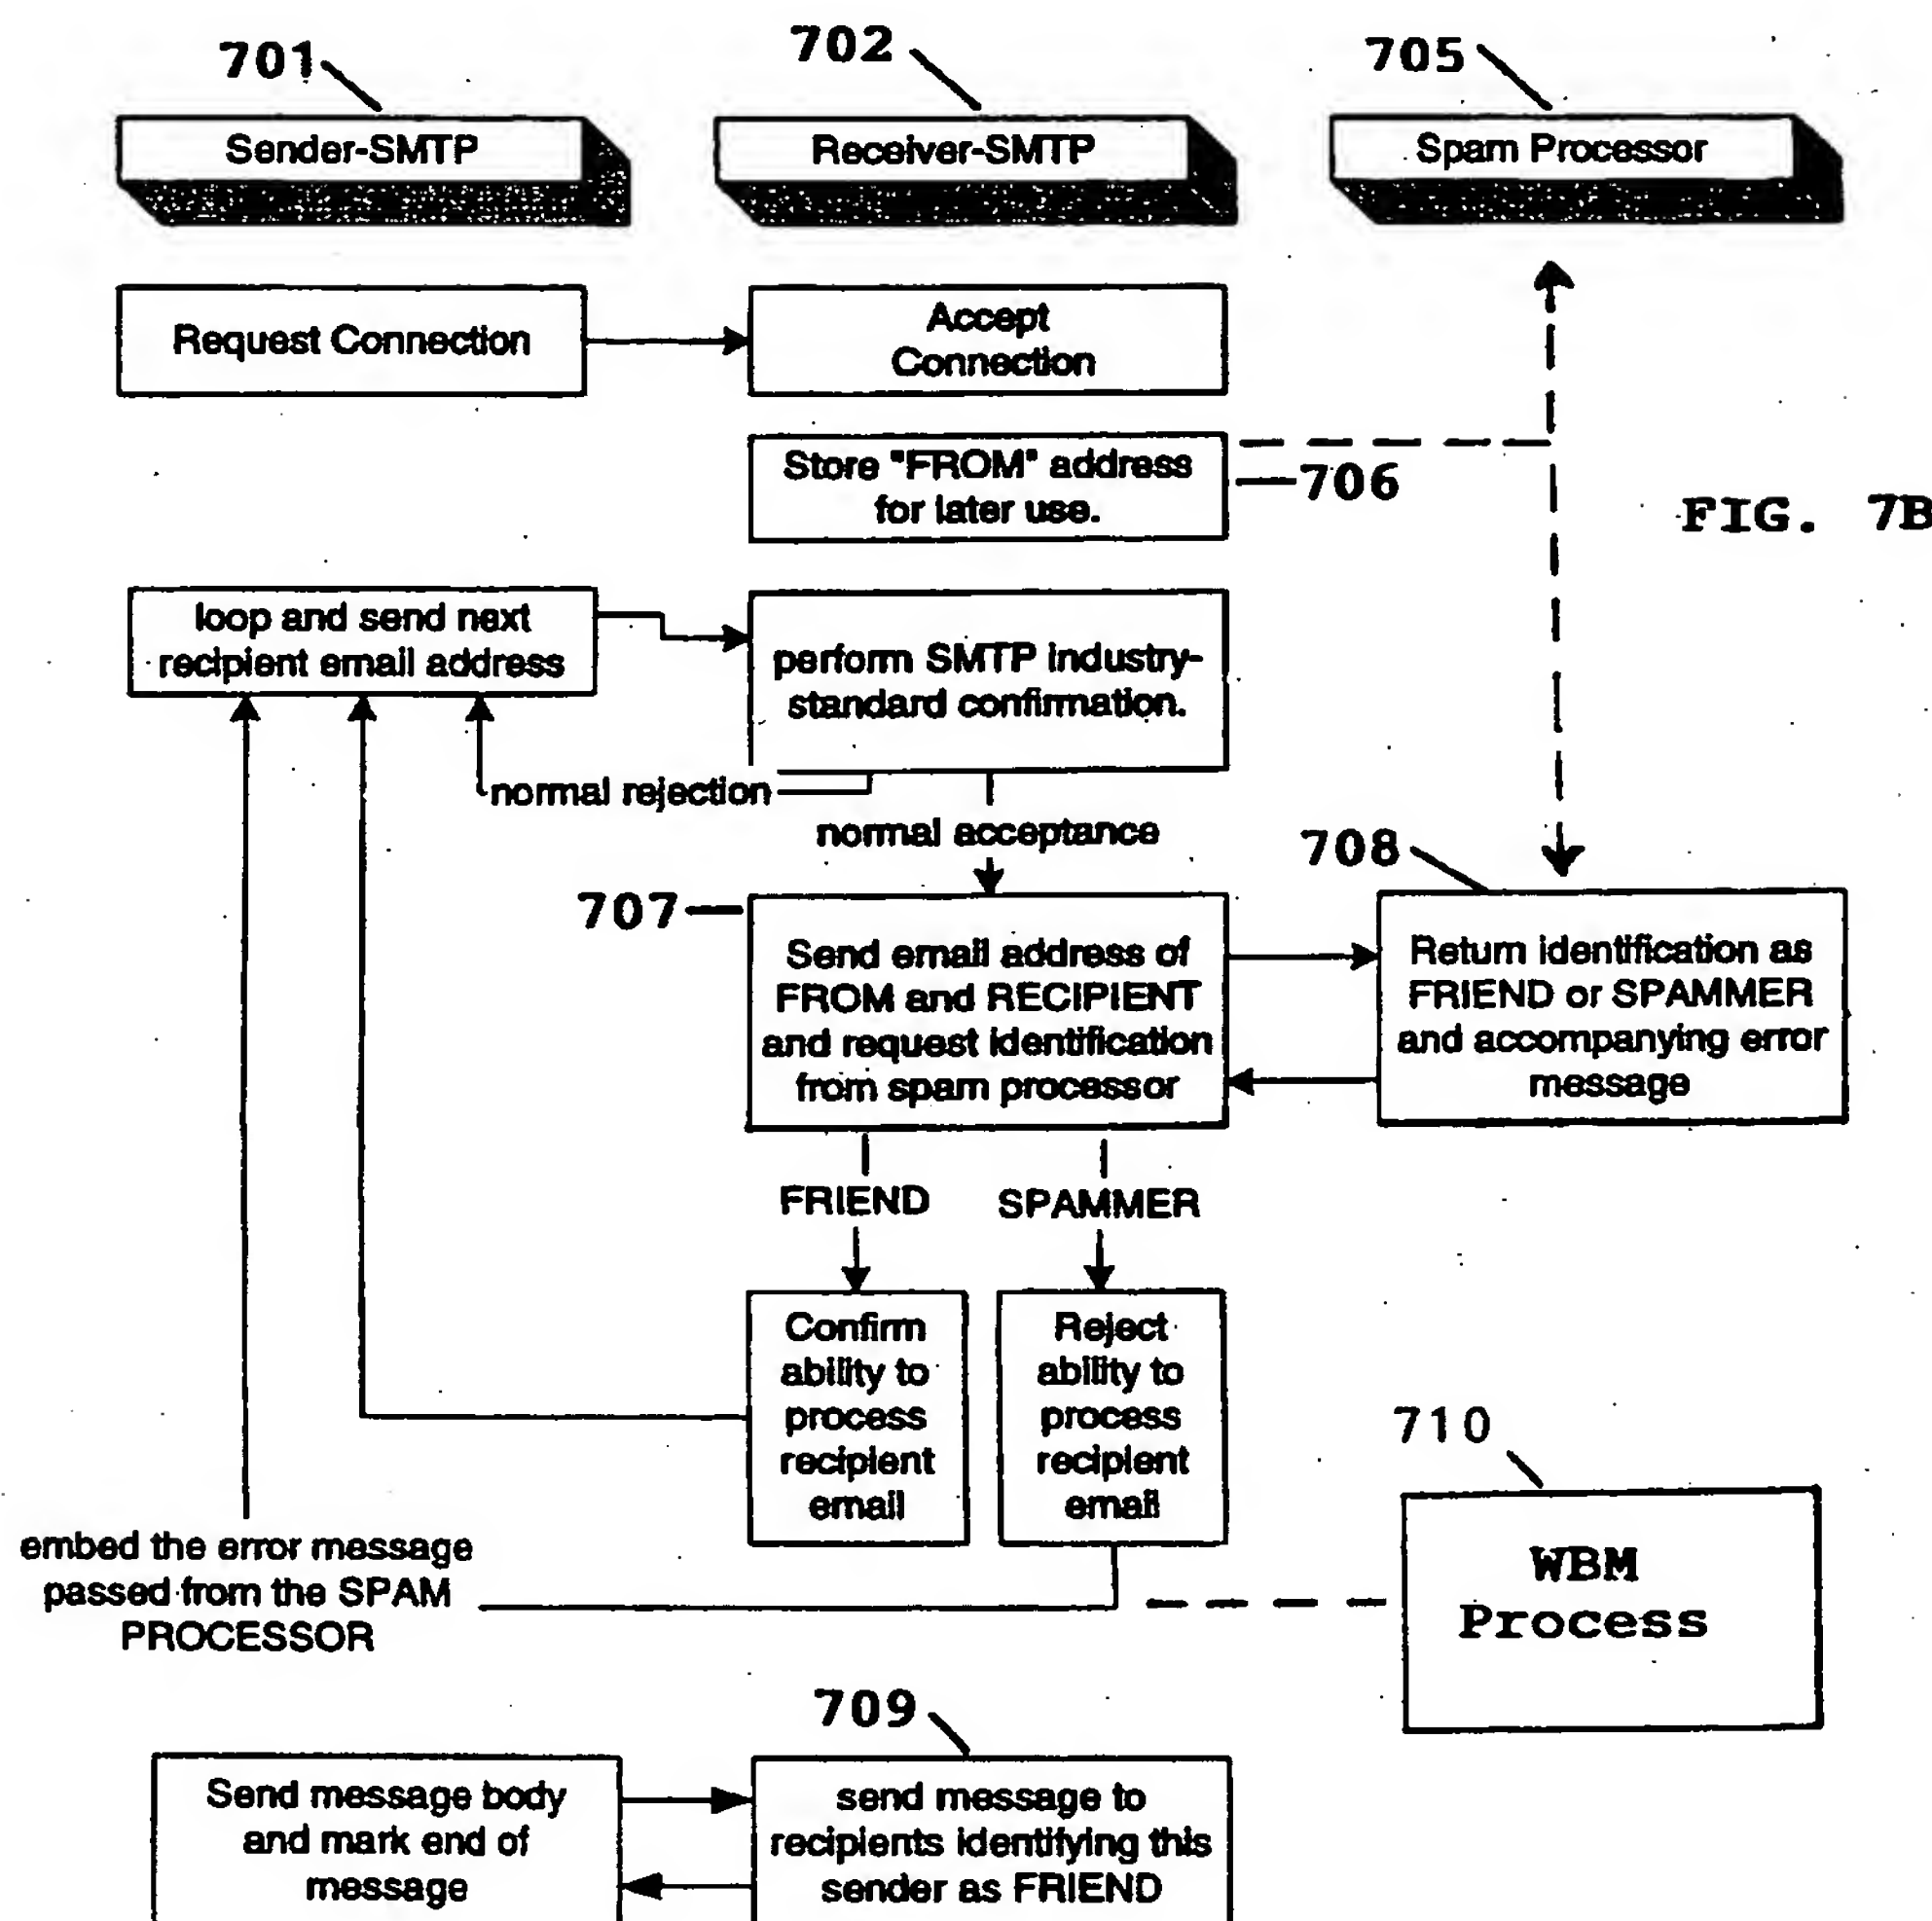 701
702
705
Sender-SMTP
Receiver-SMTP
Spam Processor
Request Connection
Accept
Connection
Store "FROM" address
for later use.
706
FIG. 7B
loop and send next
recipient email address
perform SMTP industry-
standard confirmation.
normal rejection
normal acceptance
707
708
Send email address of
FROM and RECIPIENT
and request identification
from spam processor
Return identification as
FRIEND or SPAMMER
and accompanying error
message
FRIEND
SPAMMER
Confirm
ability to
process
recipient
email
Reject
ability to
process
recipient
email
710
WBM
Process
embed the error message
passed from the SPAM
PROCESSOR
709
Send message body
and mark end of
message
send message to
recipients identifying this
sender as FRIEND